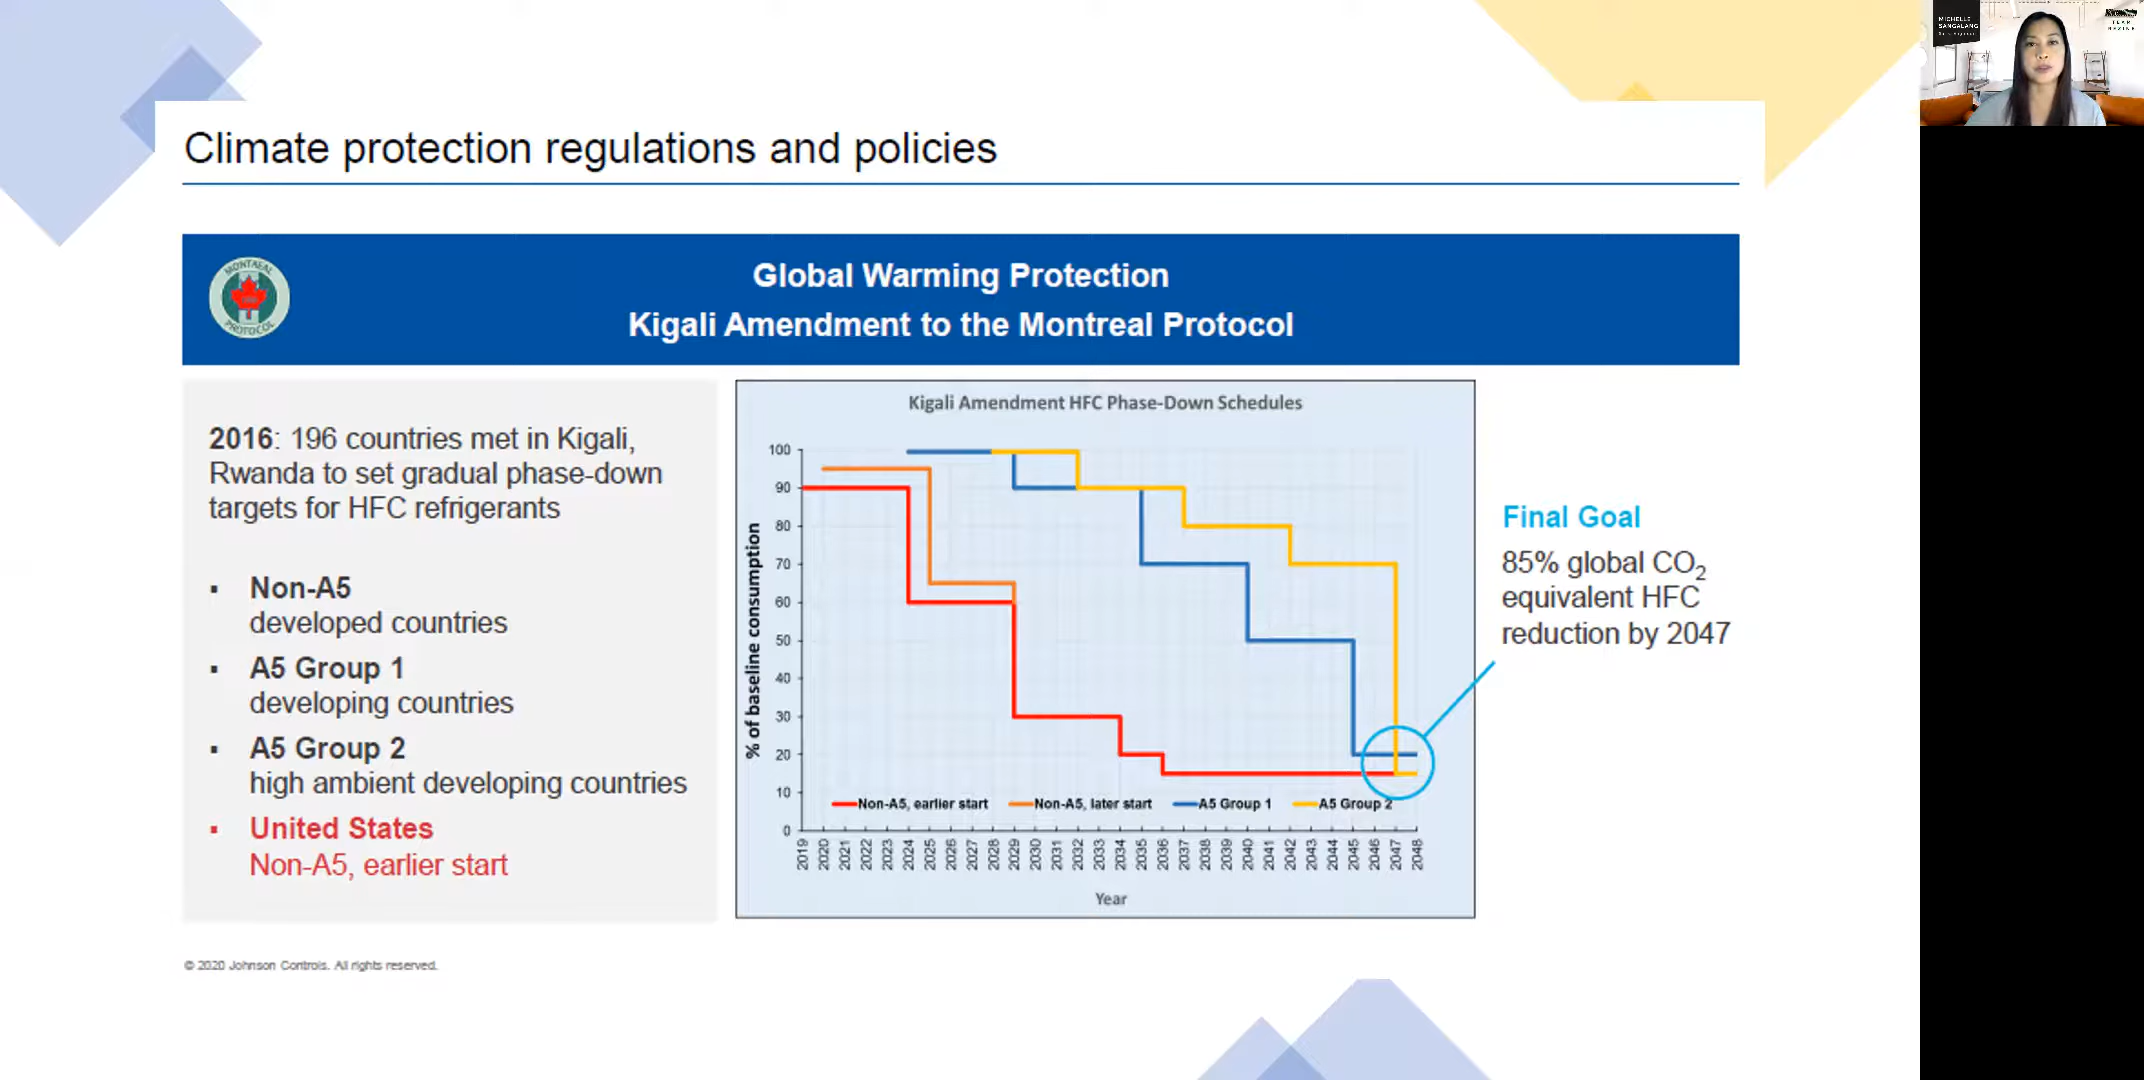 MICHELLE
SANGALANG
Climate protection regulations and policies
MONTREAL
PROTOCOL
Global Warming Protection
Kigali Amendment to the Montreal Protocol
2016: 196 countries met in Kigali,
Rwanda to set gradual phase-down
targets for HFC refrigerants
▪ Non-A5
developed countries
▪ A5 Group 1
developing countries
▪ A5 Group 2
high ambient developing countries
▪ United States
Non-A5, earlier start
Kigali Amendment HFC Phase-Down Schedules
% of baseline consumption
100
90
80
70
60
50
40
30
20
10
0
Non-A5, earlier start Non-A5, later start A5 Group 1 A5 Group 2
2019 2020 2021 2022 2023 2024 2025 2026 2027 2028 2029 2030 2031 2032 2033 2034 2035 2036 2037 2038 2039 2040 2041 2042 2043 2044 2045 2046 2047 2048
Year
Final Goal
85% global CO2
equivalent HFC
reduction by 2047
© 2020 Johnson Controls. All rights reserved.